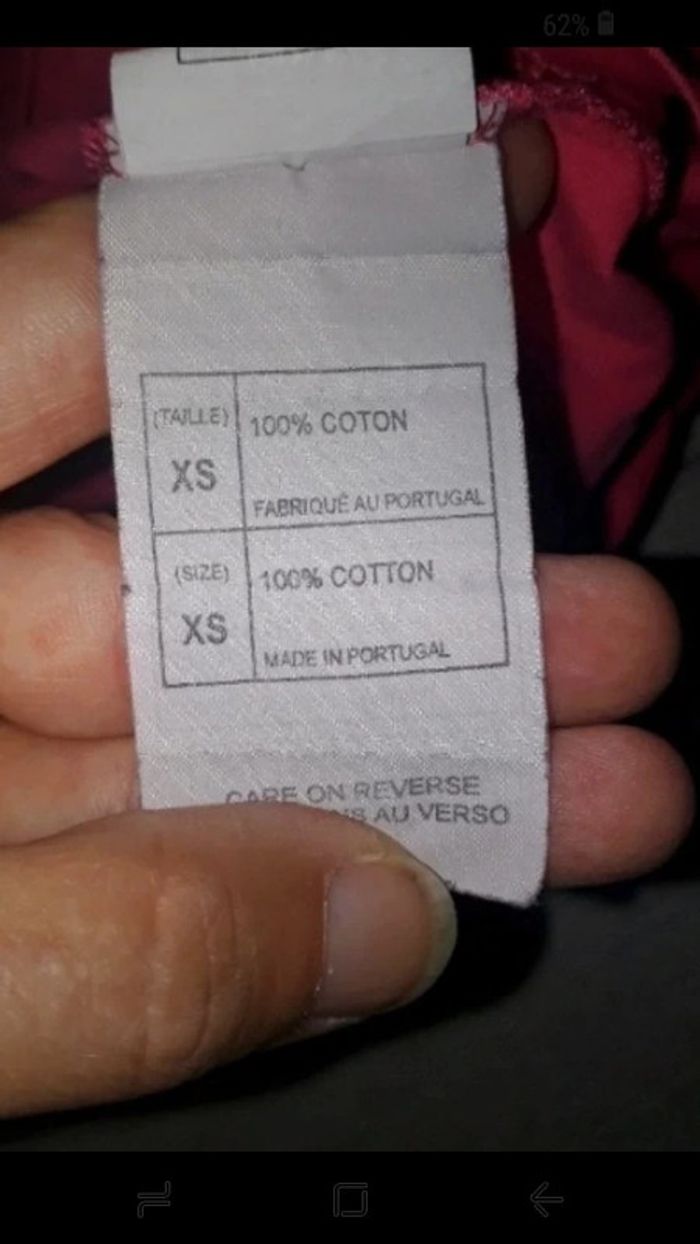 62%
(TAILLE)
XS
100% COTON
FABRIQUÉ AU PORTUGAL
(SIZE)
XS
100% COTTON
MADE IN PORTUGAL
CARE ON REVERSE
AU VERSO